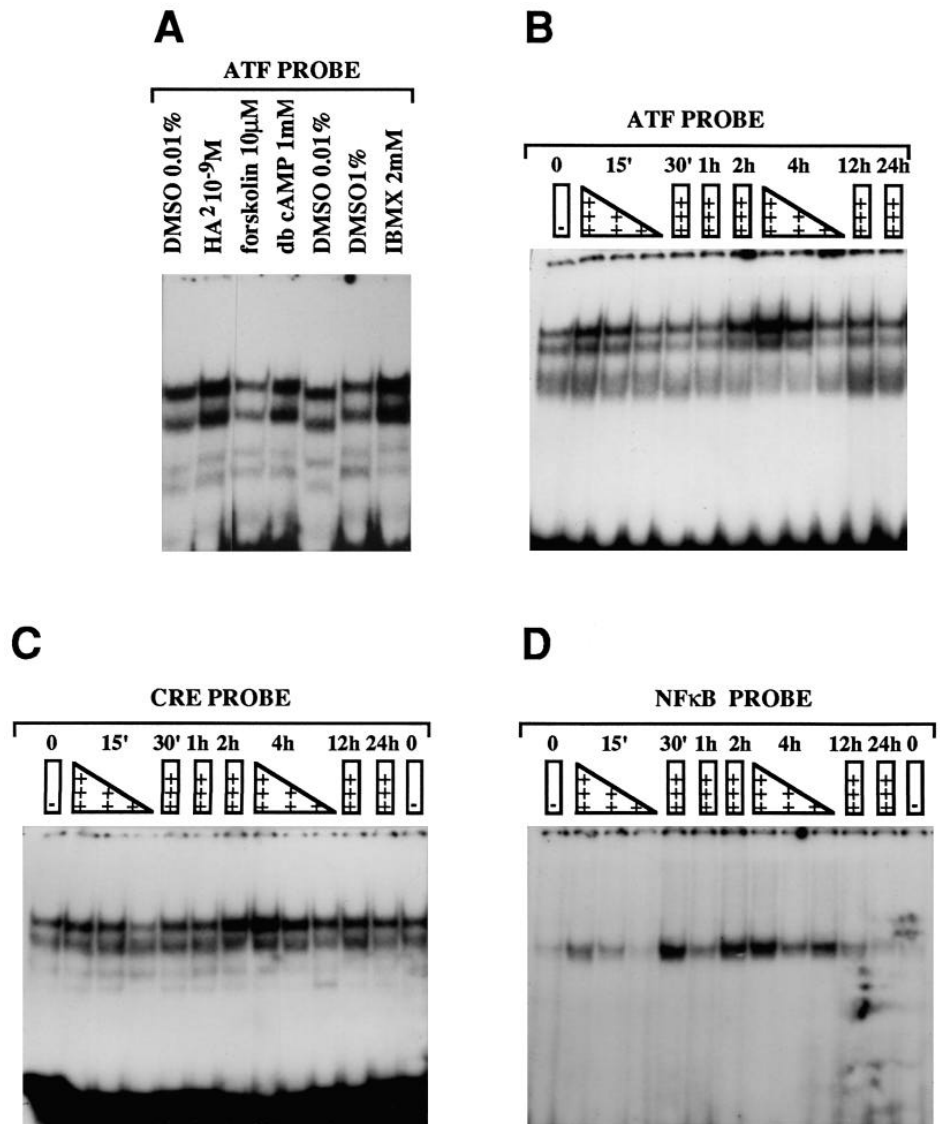 A
ATF PROBE
DMSO 0.01%
HA² 10⁻⁹M
forskolin 10µM
db cAMP 1mM
DMSO 0.01%
DMSO1%
IBMX 2mM
B
ATF PROBE
0 15' 30' 1h 2h 4h 12h 24h
+ + + + + + +
+ + + + + + + + +
- + + + + + + + + + + +
C
CRE PROBE
0 15' 30' 1h 2h 4h 12h 24h 0
+ + + + + + +
+ + + + + + + + +
- + + + + + + + + + + + -
D
NFκB PROBE
0 15' 30' 1h 2h 4h 12h 24h 0
+ + + + + + +
+ + + + + + + + +
- + + + + + + + + + + + -